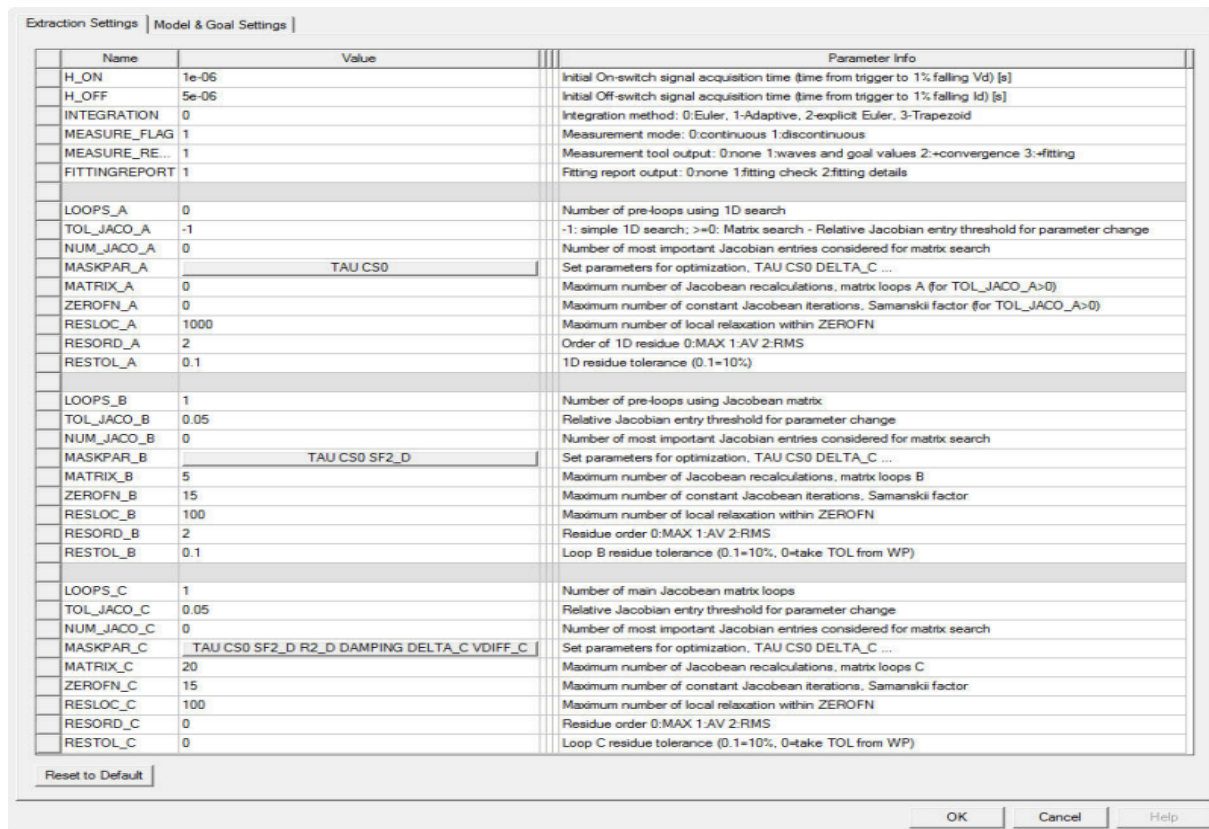 Extraction Settings Model & Goal Settings
Name Value Parameter Info
H_ON 1e-06 Initial On-switch signal acquisition time (time from trigger to 1% falling Vd) [s]
H_OFF 5e-06 Initial Off-switch signal acquisition time (time from trigger to 1% falling Id) [s]
INTEGRATION 0 Integration method: 0:Euler, 1-Adaptive, 2-explicit Euler, 3-Trapezoid
MEASURE_FLAG 1 Measurement mode: 0:continuous 1:discontinuous
MEASURE_RE... 1 Measurement tool output: 0:none 1:waves and goal values 2:+convergence 3:+fitting
FITTINGREPORT 1 Fitting report output: 0:none 1:fitting check 2:fitting details
LOOPS_A 0 Number of pre-loops using 1D search
TOL_JACO_A -1 -1: simple 1D search; >=0: Matrix search - Relative Jacobian entry threshold for parameter change
NUM_JACO_A 0 Number of most important Jacobian entries considered for matrix search
MASKPAR_A TAU CS0 Set parameters for optimization, TAU CS0 DELTA_C ...
MATRIX_A 0 Maximum number of Jacobean recalculations, matrix loops A (for TOL_JACO_A>0)
ZEROFN_A 0 Maximum number of constant Jacobean iterations, Samanskii factor (for TOL_JACO_A>0)
RESLOC_A 1000 Maximum number of local relaxation within ZEROFN
RESORD_A 2 Order of 1D residue 0:MAX 1:AV 2:RMS
RESTOL_A 0.1 1D residue tolerance (0.1=10%)
LOOPS_B 1 Number of pre-loops using Jacobean matrix
TOL_JACO_B 0.05 Relative Jacobian entry threshold for parameter change
NUM_JACO_B 0 Number of most important Jacobian entries considered for matrix search
MASKPAR_B TAU CS0 SF2_D Set parameters for optimization, TAU CS0 DELTA_C ...
MATRIX_B 5 Maximum number of Jacobean recalculations, matrix loops B
ZEROFN_B 15 Maximum number of constant Jacobean iterations, Samanskii factor
RESLOC_B 100 Maximum number of local relaxation within ZEROFN
RESORD_B 2 Residue order 0:MAX 1:AV 2:RMS
RESTOL_B 0.1 Loop B residue tolerance (0.1=10%, 0=take TOL from WP)
LOOPS_C 1 Number of main Jacobean matrix loops
TOL_JACO_C 0.05 Relative Jacobian entry threshold for parameter change
NUM_JACO_C 0 Number of most important Jacobian entries considered for matrix search
MASKPAR_C TAU CS0 SF2_D R2_D DAMPING DELTA_C VDIFF_C Set parameters for optimization, TAU CS0 DELTA_C ...
MATRIX_C 20 Maximum number of Jacobean recalculations, matrix loops C
ZEROFN_C 15 Maximum number of constant Jacobean iterations, Samanskii factor
RESLOC_C 100 Maximum number of local relaxation within ZEROFN
RESORD_C 0 Residue order 0:MAX 1:AV 2:RMS
RESTOL_C 0 Loop C residue tolerance (0.1=10%, 0=take TOL from WP)
Reset to Default
OK Cancel Help